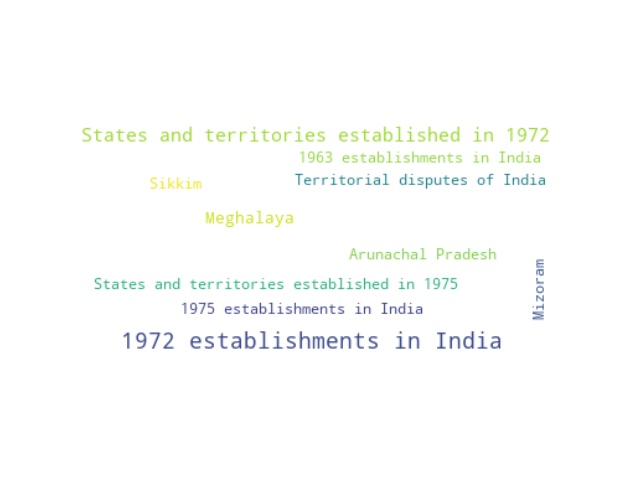 States and territories established in 1972
1963 establishments in India
Territorial disputes of India
Sikkim
Meghalaya
Arunachal Pradesh
Mizoram
States and territories established in 1975
1975 establishments in India
1972 establishments in India